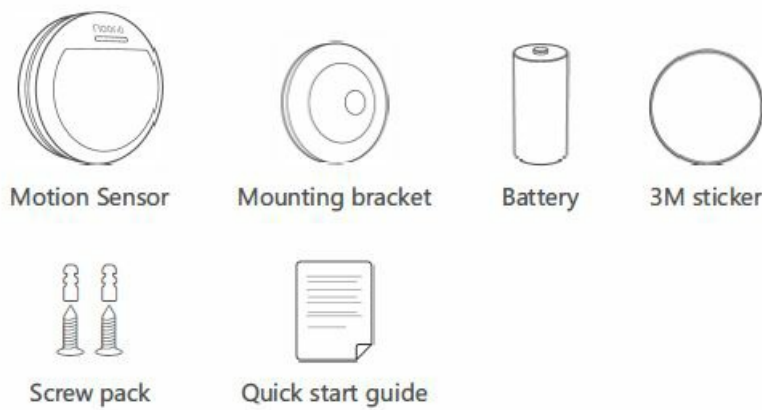 Motion Sensor
Mounting bracket
Battery
3M sticker
Screw pack
Quick start guide